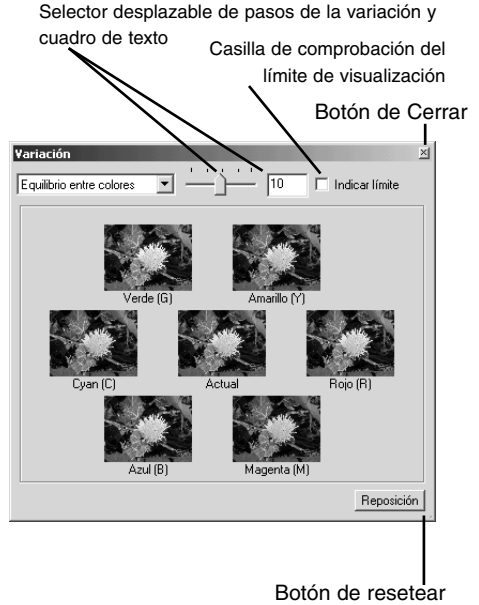 Selector desplazable de pasos de la variación y
cuadro de texto
Casilla de comprobación del
límite de visualización
Botón de Cerrar
Variación
Equilibrio entre colores
10
Indicar límite
Verde (G)
Amarillo (Y)
Cyan (C)
Actual
Rojo (R)
Azul (B)
Magenta (M)
Reposición
Botón de resetear